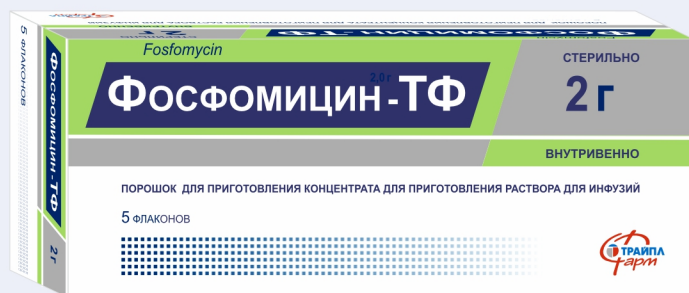 Fosfomycin
2,0 г
ФОСФОМИЦИН-ТФ
СТЕРИЛЬНО
2 г
ВНУТРИВЕННО
ПОРОШОК ДЛЯ ПРИГОТОВЛЕНИЯ КОНЦЕНТРАТА ДЛЯ ПРИГОТОВЛЕНИЯ РАСТВОРА ДЛЯ ИНФУЗИЙ
5 ФЛАКОНОВ
ТРАЙПЛ
фарм
5 ФЛАКОНОВ
ФОСФОМИЦИН-ТФ
2 г